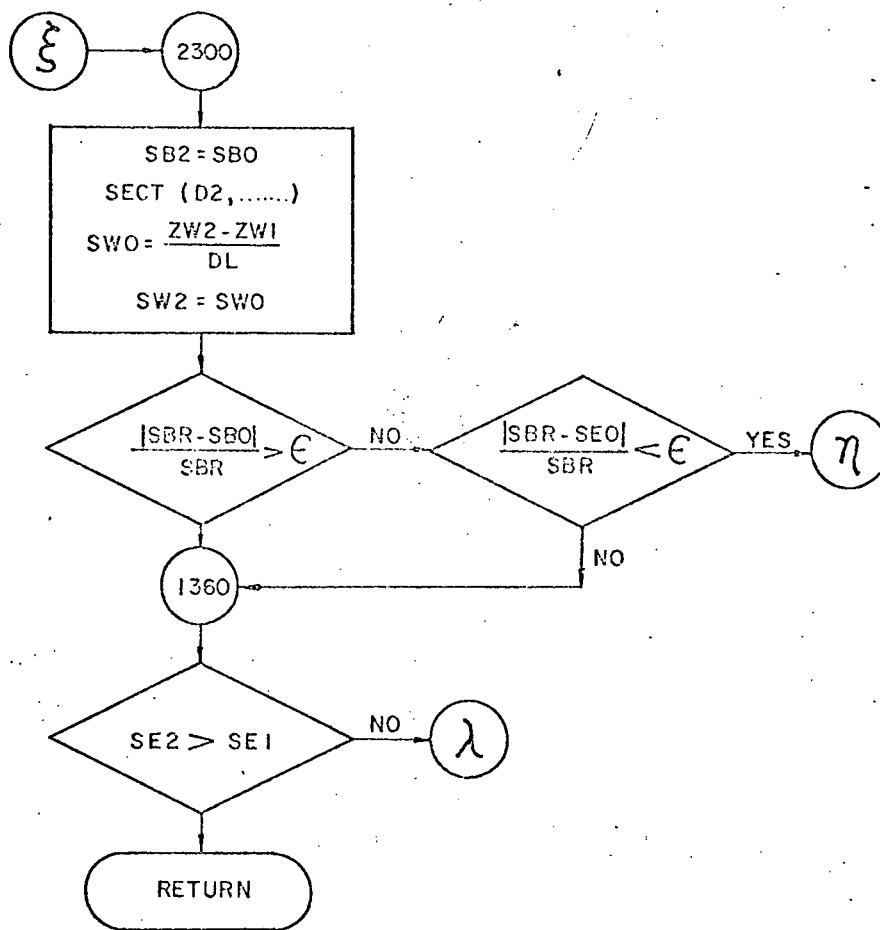 ξ
2300
SB2 = SBO
SECT (D2,.......)
SWO = ZW2 - ZW1
DL
SW2 = SWO
|SBR - SBO|
SBR
> ϵ
NO
|SBR - SEO|
SBR
< ϵ
YES
η
NO
1360
SE2 > SE1
NO
λ
RETURN